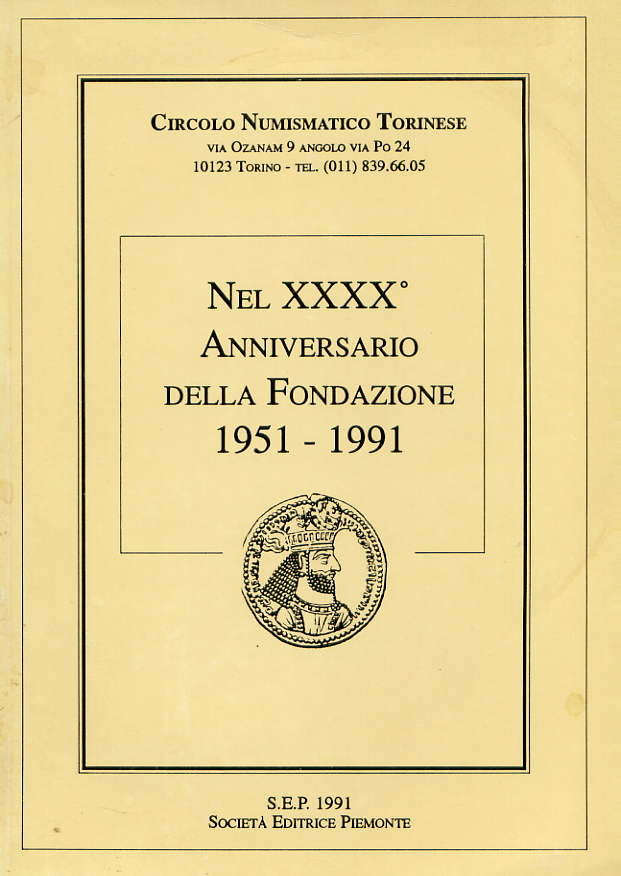 CIRCOLO NUMISMATICO TORINESE
VIA OZANAM 9 ANGOLO VIA PO 24
10123 TORINO - TEL. (011) 839.66.05
NEL XXXX°
ANNIVERSARIO
DELLA FONDAZIONE
1951 - 1991
S.E.P. 1991
SOCIETÀ EDITRICE PIEMONTE